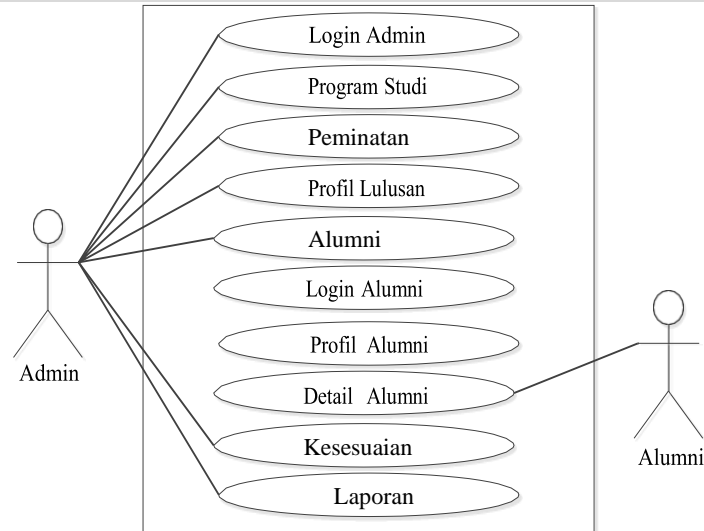 Login Admin
Program Studi
Peminatan
Profil Lulusan
Alumni
Login Alumni
Profil Alumni
Detail Alumni
Kesesuaian
Laporan
Admin
Alumni